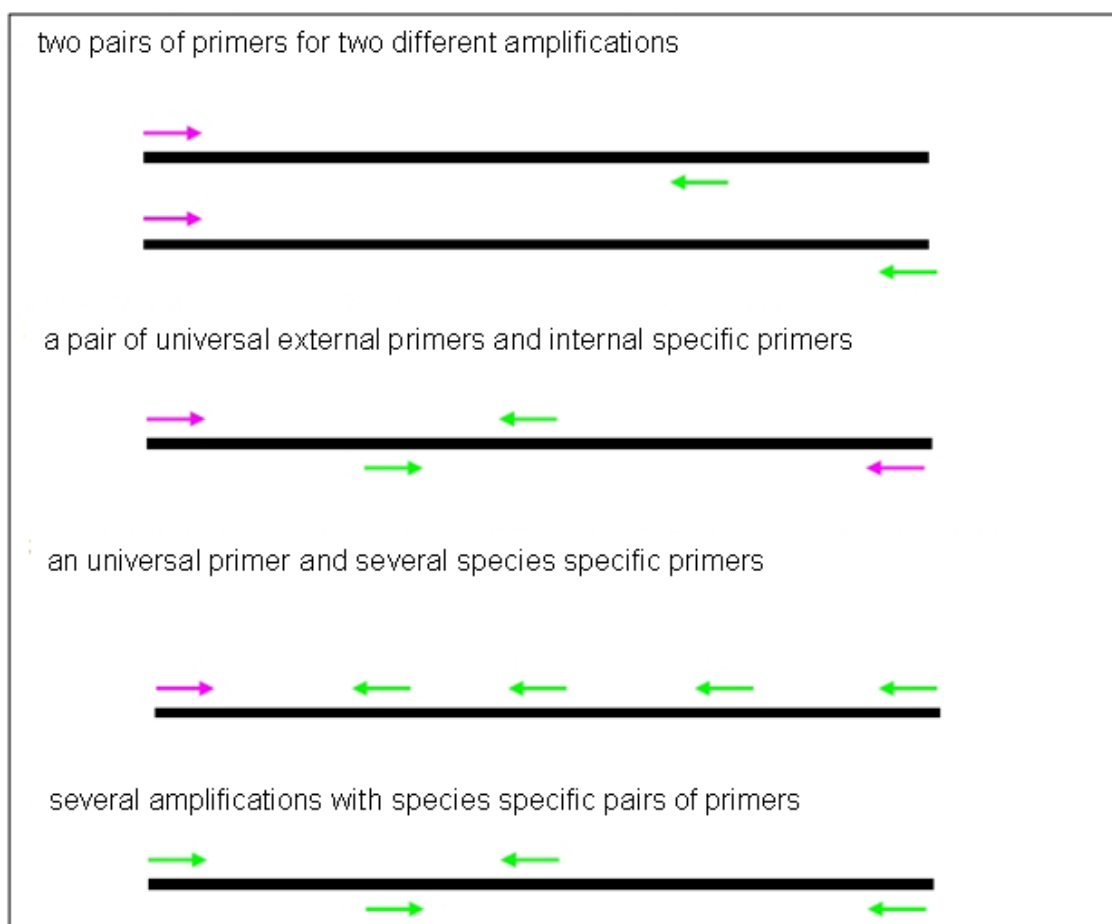 two pairs of primers for two different amplifications
a pair of universal external primers and internal specific primers
an universal primer and several species specific primers
several amplifications with species specific pairs of primers